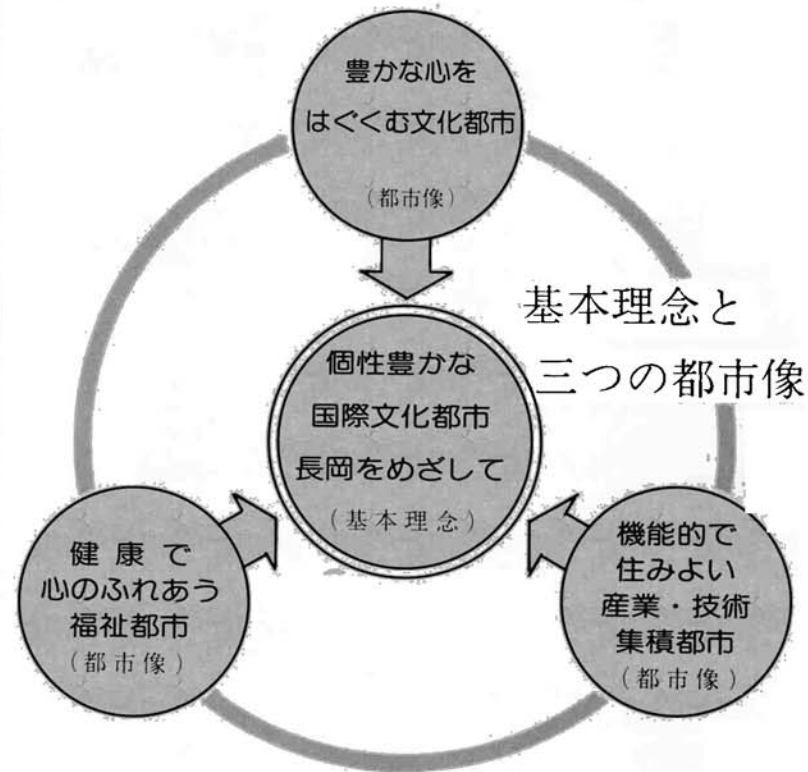 豊かな心を
はぐくむ文化都市
(都市像)
基本理念と
三つの都市像
個性豊かな
国際文化都市
長岡をめざして
(基本理念)
健康で
心のふれあう
福祉都市
(都市像)
機能的で
住みよい
産業・技術
集積都市
(都市像)